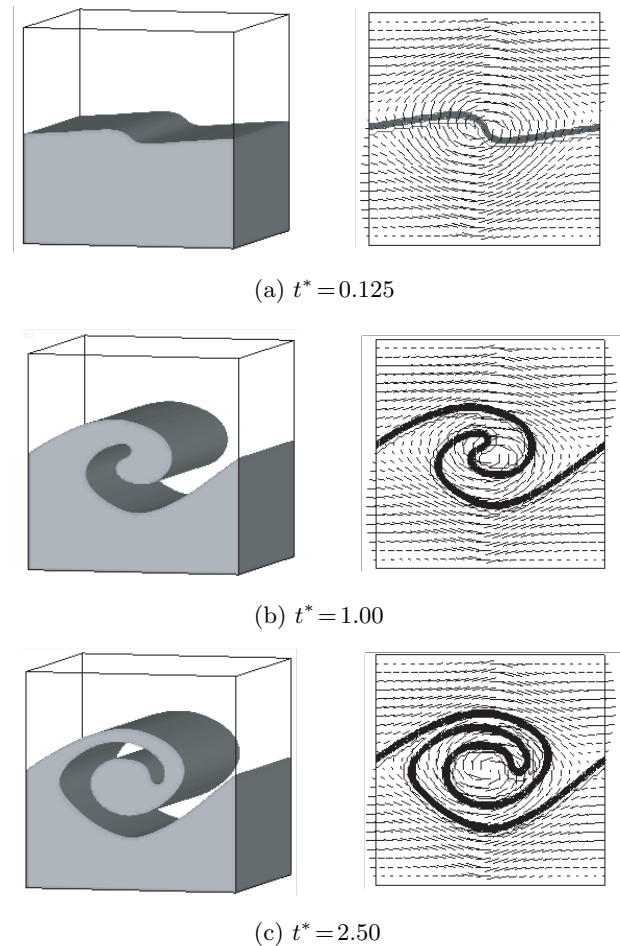 (a) t* = 0.125
(b) t* = 1.00
(c) t* = 2.50